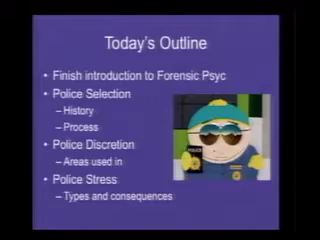 Today's Outline
• Finish introduction to Forensic Psyc
• Police Selection
– History
– Process
• Police Discretion
– Areas used in
• Police Stress
– Types and consequences
POLICE